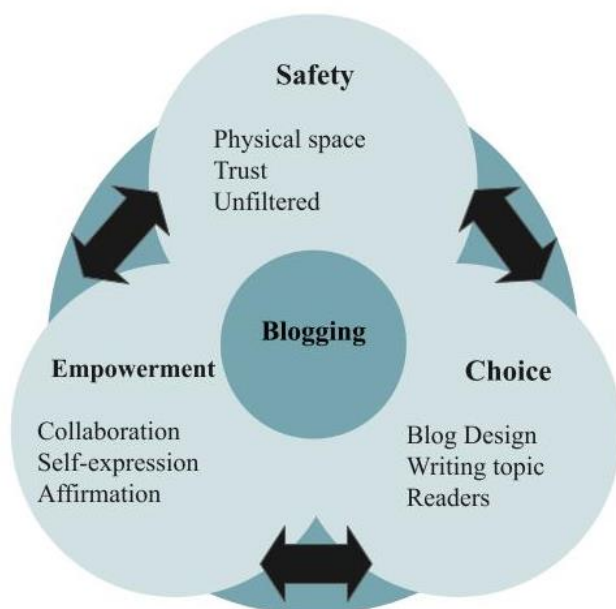 Safety
Physical space
Trust
Unfiltered
Blogging
Empowerment
Collaboration
Self-expression
Affirmation
Choice
Blog Design
Writing topic
Readers